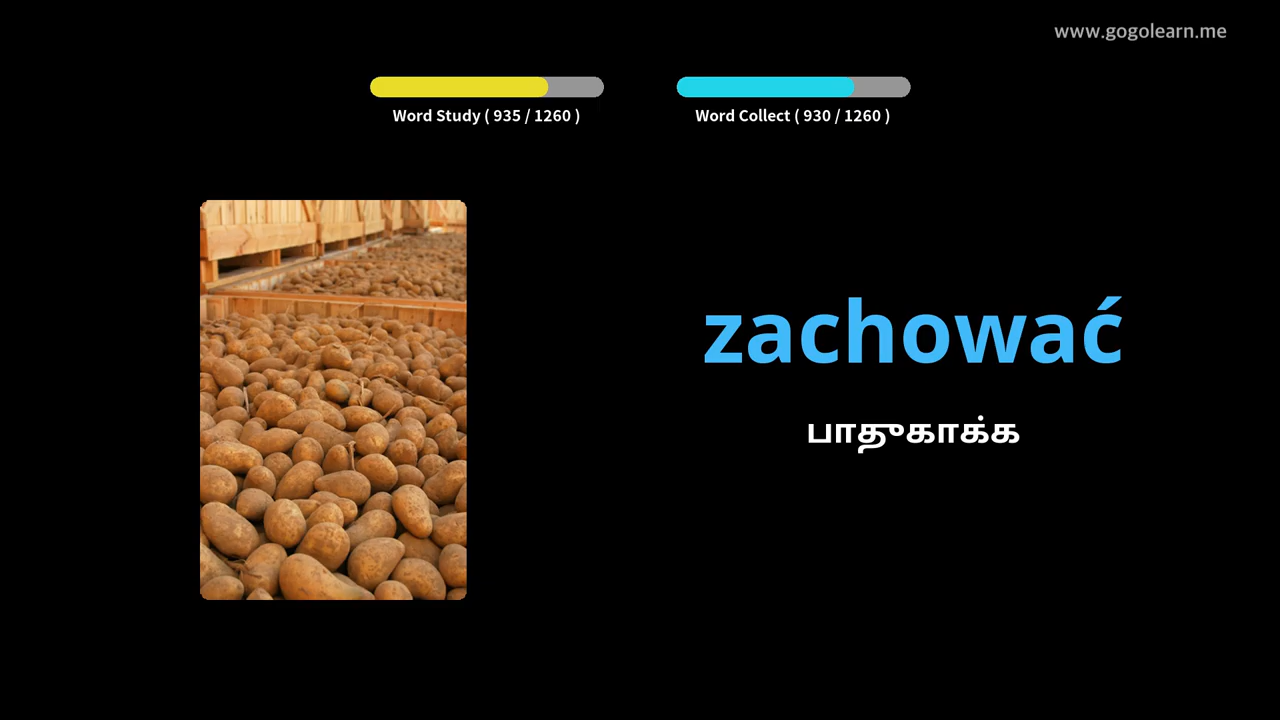 www.gogolearn.me
Word Study ( 935 / 1260 )
Word Collect ( 930 / 1260 )
zachować
பாதுகாக்க